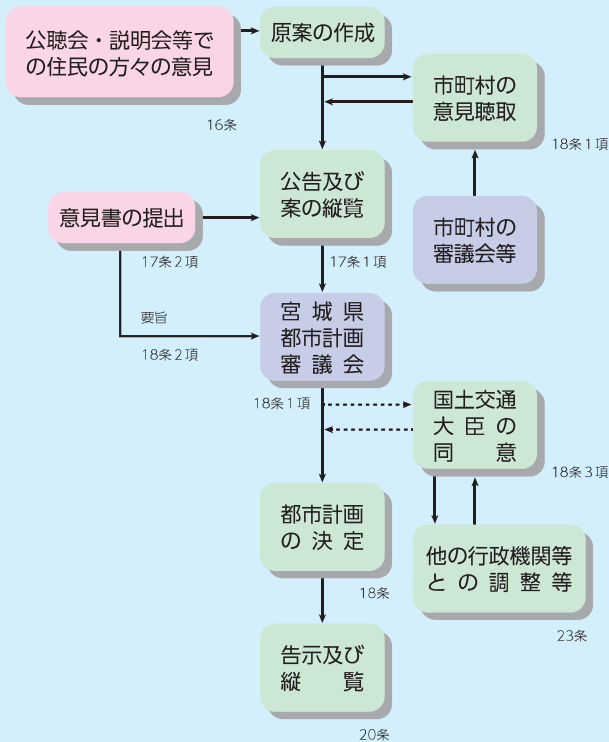 公聴会・説明会等で
の住民の方々の意見
16条
原案の作成
市町村の
意見聴取
18条1項
市町村の
審議会等
公告及び
案の縦覧
17条1項
意見書の提出
17条2項
要旨
18条2項
宮城県
都市計画
審議会
18条1項
国土交通
大臣の
同意
18条3項
他の行政機関等
との調整等
23条
都市計画
の決定
18条
告示及び
縦覧
20条